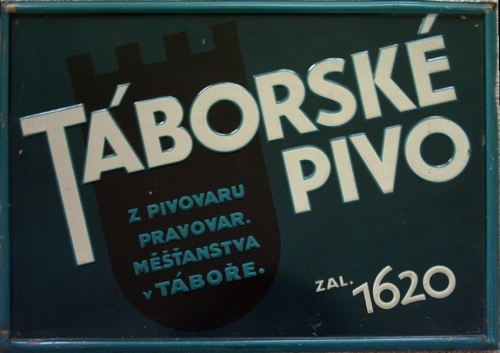 TÁBORSKÉ
PIVO
Z PIVOVARU
PRAVOVAR.
MĚŠŤANSTVA
V TÁBOŘE.
ZAL. 1620